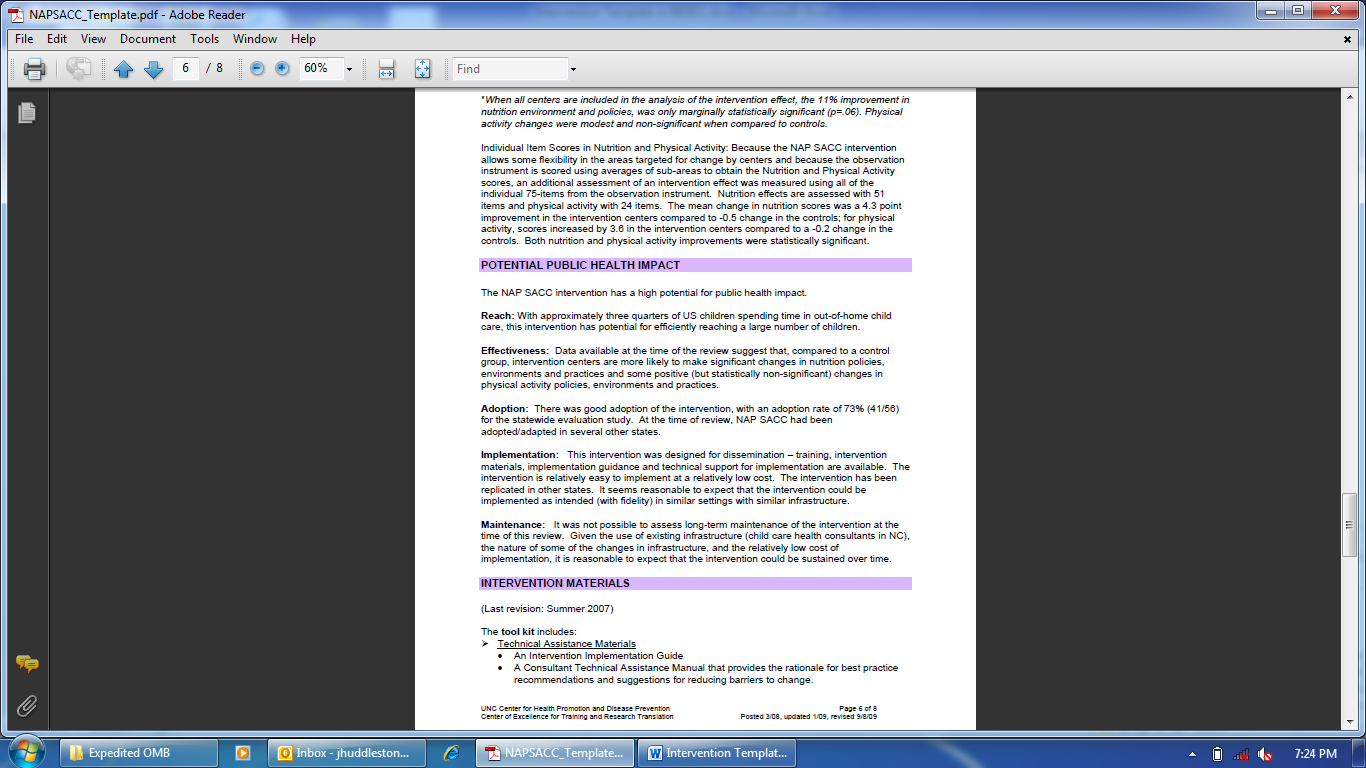 NAPSACC_Template.pdf - Adobe Reader
File Edit View Document Tools Window Help
6 / 8 60% Find
*When all centers are included in the analysis of the intervention effect, the 11% improvement in
nutrition environment and policies, was only marginally statistically significant (p=.06). Physical
activity changes were modest and non-significant when compared to controls.
Individual Item Scores in Nutrition and Physical Activity: Because the NAP SACC intervention
allows some flexibility in the areas targeted for change by centers and because the observation
instrument is scored using averages of sub-areas to obtain the Nutrition and Physical Activity
scores, an additional assessment of an intervention effect was measured using all of the
individual 75-items from the observation instrument.  Nutrition effects are assessed with 51
items and physical activity with 24 items.  The mean change in nutrition scores was a 4.3 point
improvement in the intervention centers compared to -0.5 change in the controls; for physical
activity, scores increased by 3.6 in the intervention centers compared to a -0.2 change in the
controls.  Both nutrition and physical activity improvements were statistically significant.
POTENTIAL PUBLIC HEALTH IMPACT
The NAP SACC intervention has a high potential for public health impact.
Reach: With approximately three quarters of US children spending time in out-of-home child
care, this intervention has potential for efficiently reaching a large number of children.
Effectiveness:  Data available at the time of the review suggest that, compared to a control
group, intervention centers are more likely to make significant changes in nutrition policies,
environments and practices and some positive (but statistically non-significant) changes in
physical activity policies, environments and practices.
Adoption:  There was good adoption of the intervention, with an adoption rate of 73% (41/56)
for the statewide evaluation study.  At the time of review, NAP SACC had been
adopted/adapted in several other states.
Implementation:   This intervention was designed for dissemination – training, intervention
materials, implementation guidance and technical support for implementation are available.  The
intervention is relatively easy to implement at a relatively low cost.  The intervention has been
replicated in other states.  It seems reasonable to expect that the intervention could be
implemented as intended (with fidelity) in similar settings with similar infrastructure.
Maintenance:   It was not possible to assess long-term maintenance of the intervention at the
time of this review.  Given the use of existing infrastructure (child care health consultants in NC),
the nature of some of the changes in infrastructure, and the relatively low cost of
implementation, it is reasonable to expect that the intervention could be sustained over time.
INTERVENTION MATERIALS
(Last revision: Summer 2007)
The tool kit includes:
➢ Technical Assistance Materials
• An Intervention Implementation Guide
• A Consultant Technical Assistance Manual that provides the rationale for best practice
recommendations and suggestions for reducing barriers to change.
UNC Center for Health Promotion and Disease Prevention Page 6 of 8
Center of Excellence for Training and Research Translation Posted 3/08, updated 1/09, revised 9/8/09
Expedited OMB Inbox - jhuddleston... NAPSACC_Template... Intervention Templat... 7:24 PM